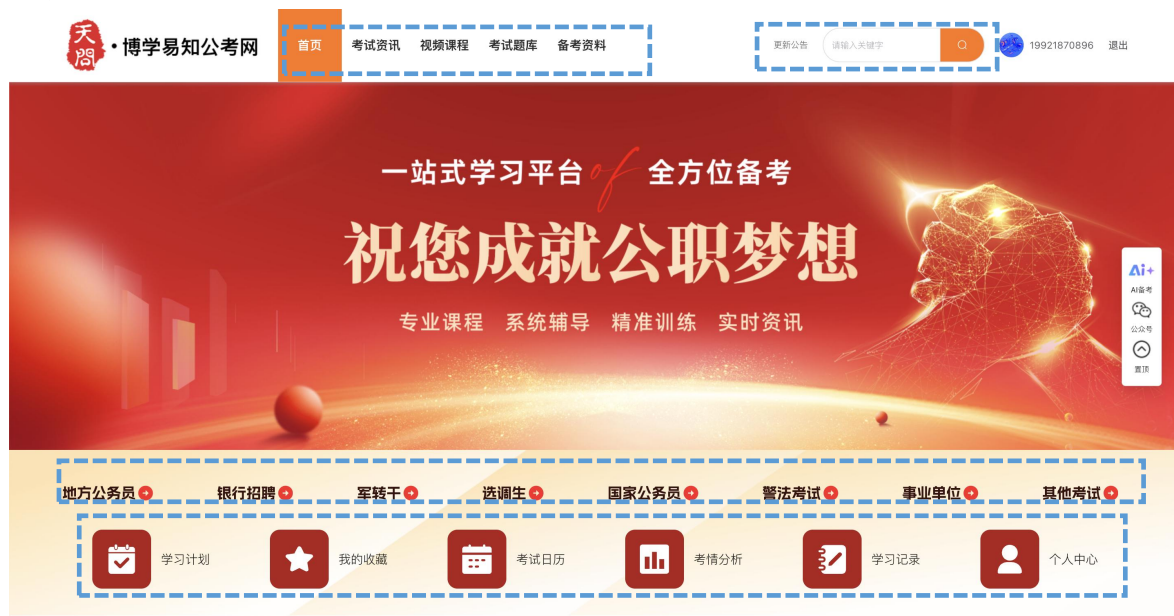 天問·博学易知公考网
首页 考试资讯 视频课程 考试题库 备考资料
更新公告 请输入关键字 19921870896 退出
一站式学习平台 of 全方位备考
祝您成就公职梦想
专业课程 系统辅导 精准训练 实时资讯
Ai+
AI备考
公众号
置顶
地方公务员 银行招聘 军转干 选调生 国家公务员 警法考试 事业单位 其他考试
学习计划 我的收藏 考试日历 考情分析 学习记录 个人中心